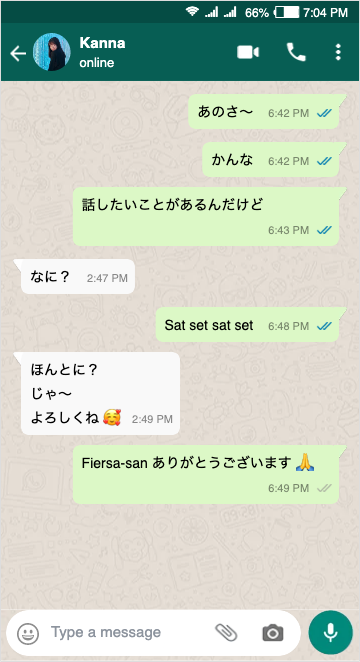 66% 7:04 PM
Kanna
online
あのさ〜 6:42 PM
かんな 6:42 PM
話したいことがあるんだけど
6:43 PM
なに？ 2:47 PM
Sat set sat set 6:48 PM
ほんとに？
じゃ〜
よろしくね 🥰 2:49 PM
Fiersa-san ありがとうございます 🙏
6:49 PM
Type a message